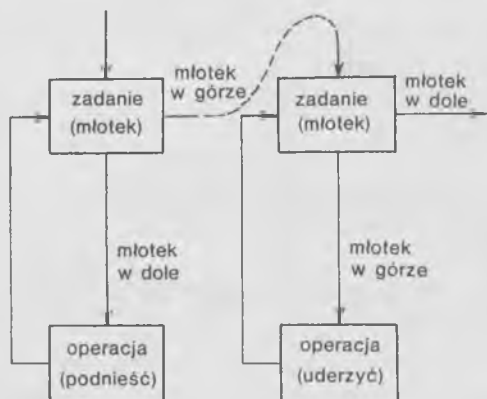 młotek
w górze
zadanie
(młotek)
zadanie
(młotek)
młotek
w dole
młotek
w dole
młotek
w górze
operacja
(podnieść)
operacja
(uderzyć)